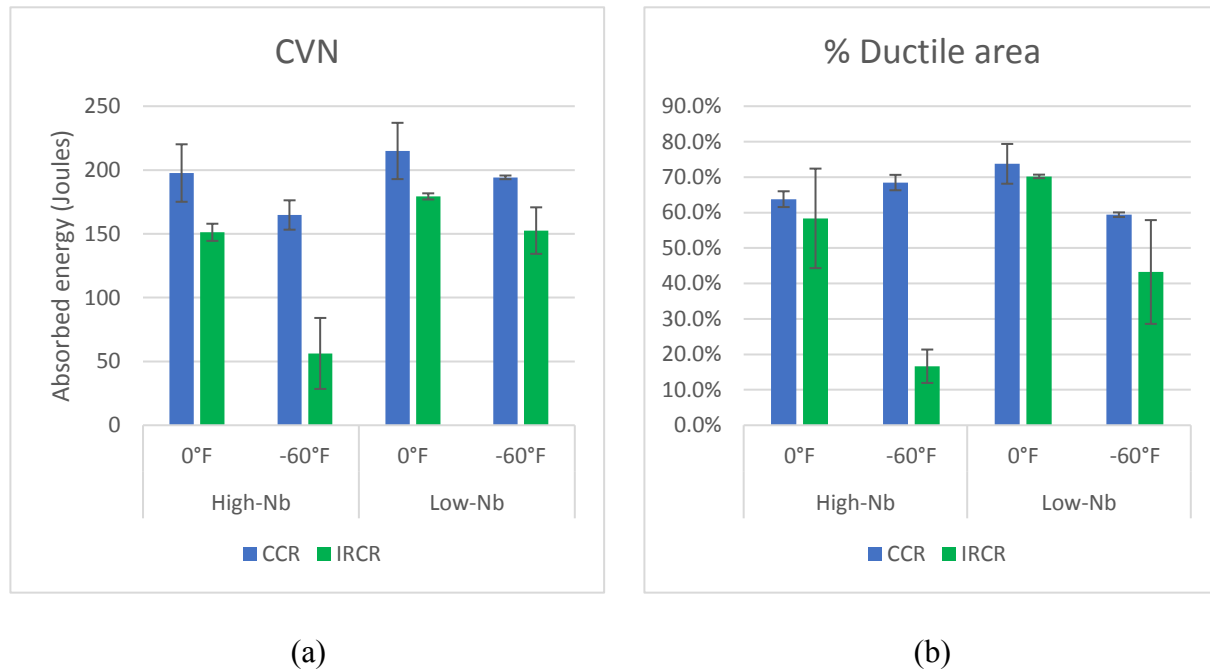 CVN
Absorbed energy (Joules)
250
200
150
100
50
0
0°F -60°F 0°F -60°F
High-Nb Low-Nb
CCR IRCR
(a)
% Ductile area
90.0%
80.0%
70.0%
60.0%
50.0%
40.0%
30.0%
20.0%
10.0%
0.0%
0°F -60°F 0°F -60°F
High-Nb Low-Nb
CCR IRCR
(b)